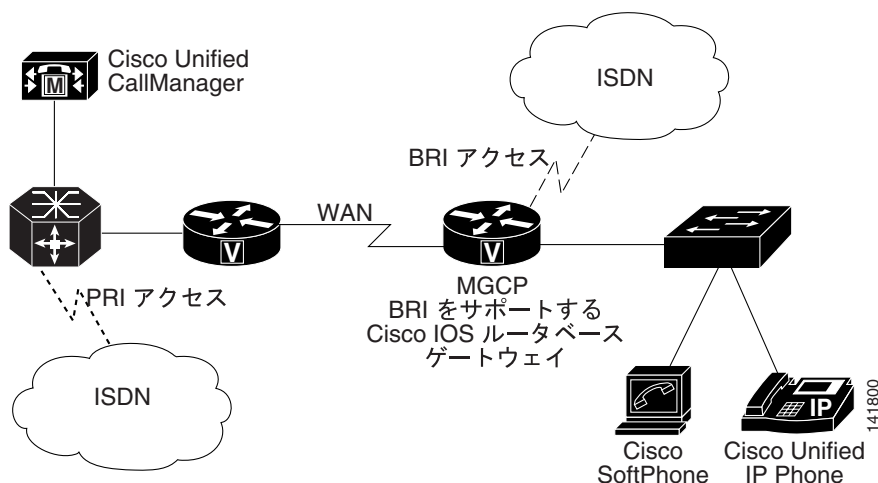 Cisco Unified
CallManager
M
ISDN
BRI アクセス
WAN
V
V
PRI アクセス
MGCP
BRI をサポートする
Cisco IOS ルータベース
ゲートウェイ
ISDN
IP
Cisco
SoftPhone
Cisco Unified
IP Phone
141800